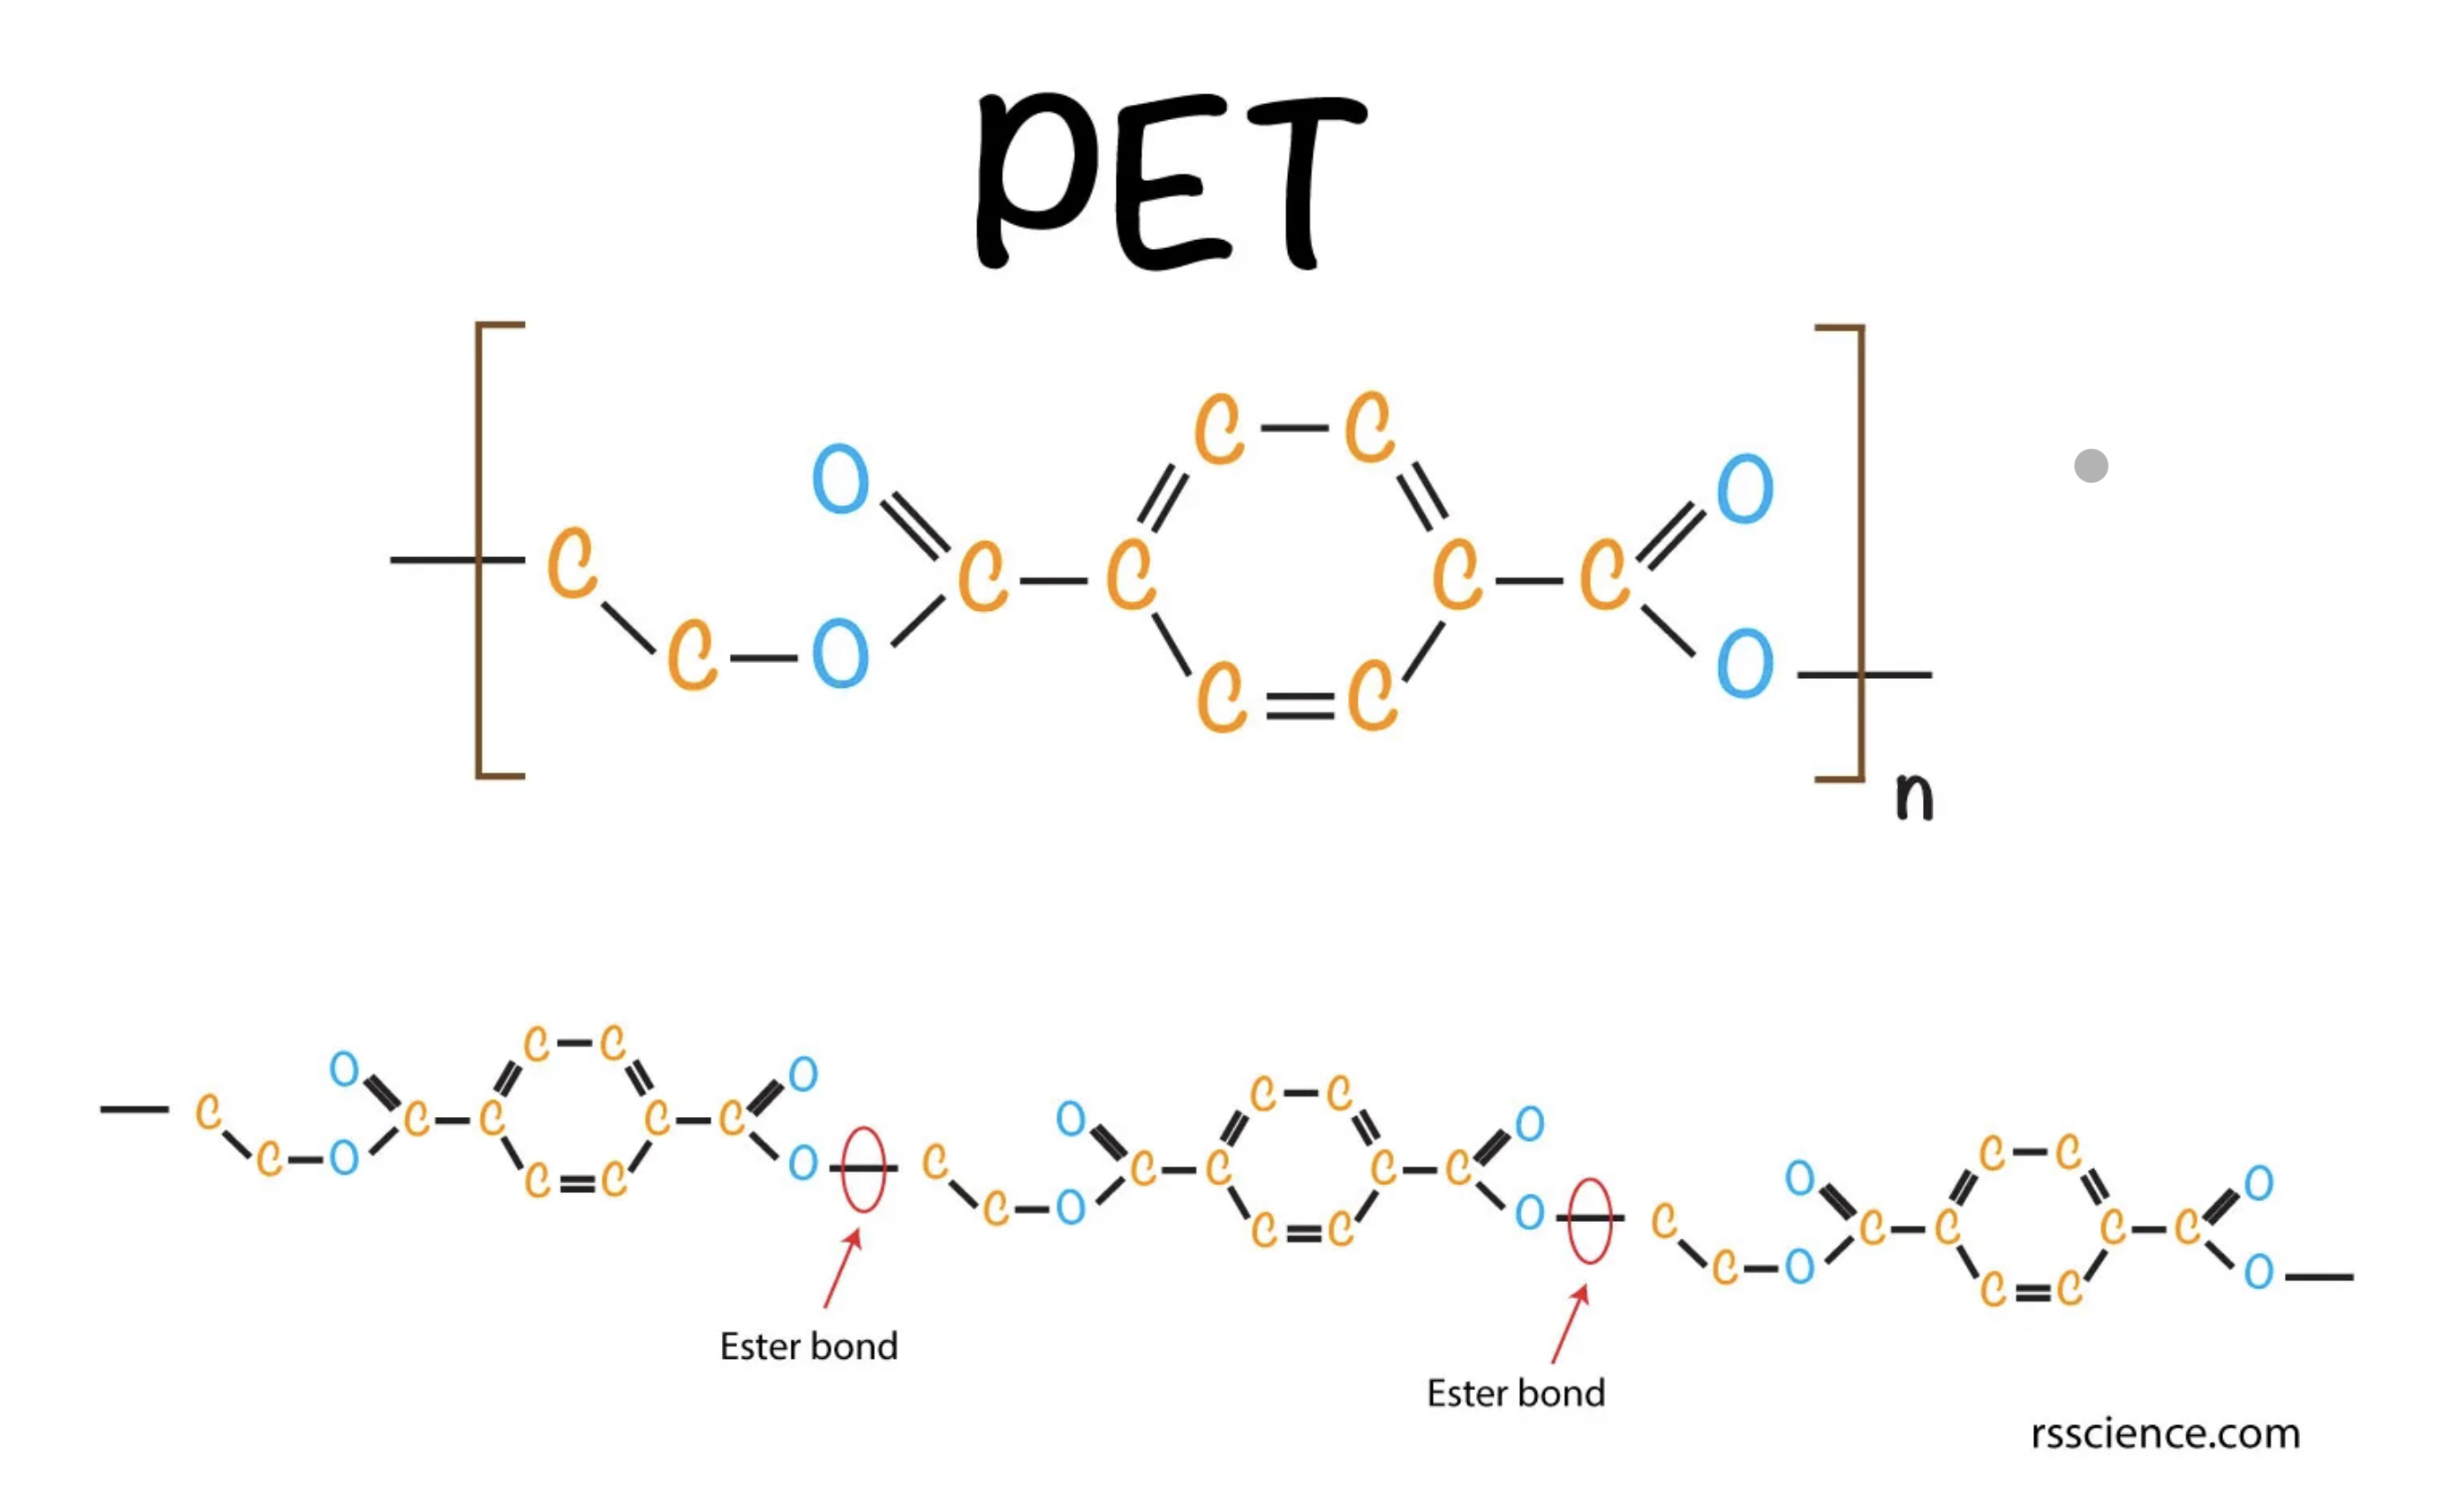 PET
C — C
O O
C C — C C — C
C — O O
C = C
n
C — C C — C C — C
O O O O O O
C C — C C — C C C — C C — C C C — C C — C
C — O O C — O O C — O O
C = C C = C C = C
Ester bond
Ester bond
rsscience.com